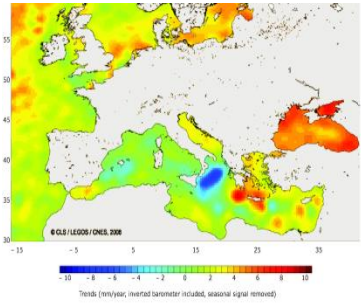 55
50
45
40
35
30
© CLS / LEGOS / CNES, 2008
-15 -5 5 15 25 35
-10 -8 -6 -4 -2 0 2 4 6 8 10
Trends (mm/year, inverted barometer included, seasonal signal removed)